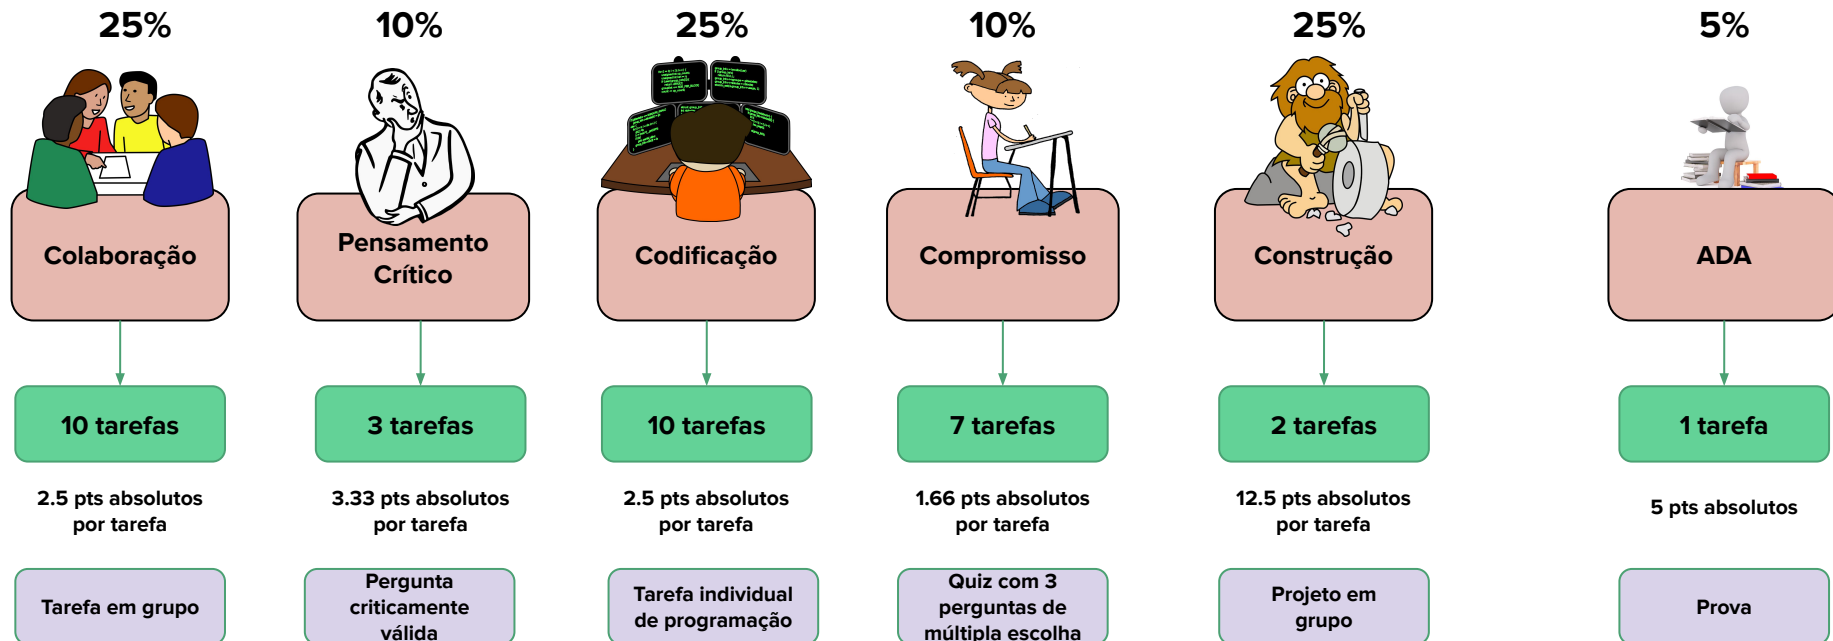 25%
10%
25%
10%
25%
5%
Colaboração
Pensamento
Crítico
Codificação
Compromisso
Construção
ADA
10 tarefas
3 tarefas
10 tarefas
7 tarefas
2 tarefas
1 tarefa
2.5 pts absolutos
por tarefa
3.33 pts absolutos
por tarefa
2.5 pts absolutos
por tarefa
1.66 pts absolutos
por tarefa
12.5 pts absolutos
por tarefa
5 pts absolutos
Tarefa em grupo
Pergunta
criticamente
válida
Tarefa individual
de programação
Quiz com 3
perguntas de
múltipla escolha
Projeto em
grupo
Prova